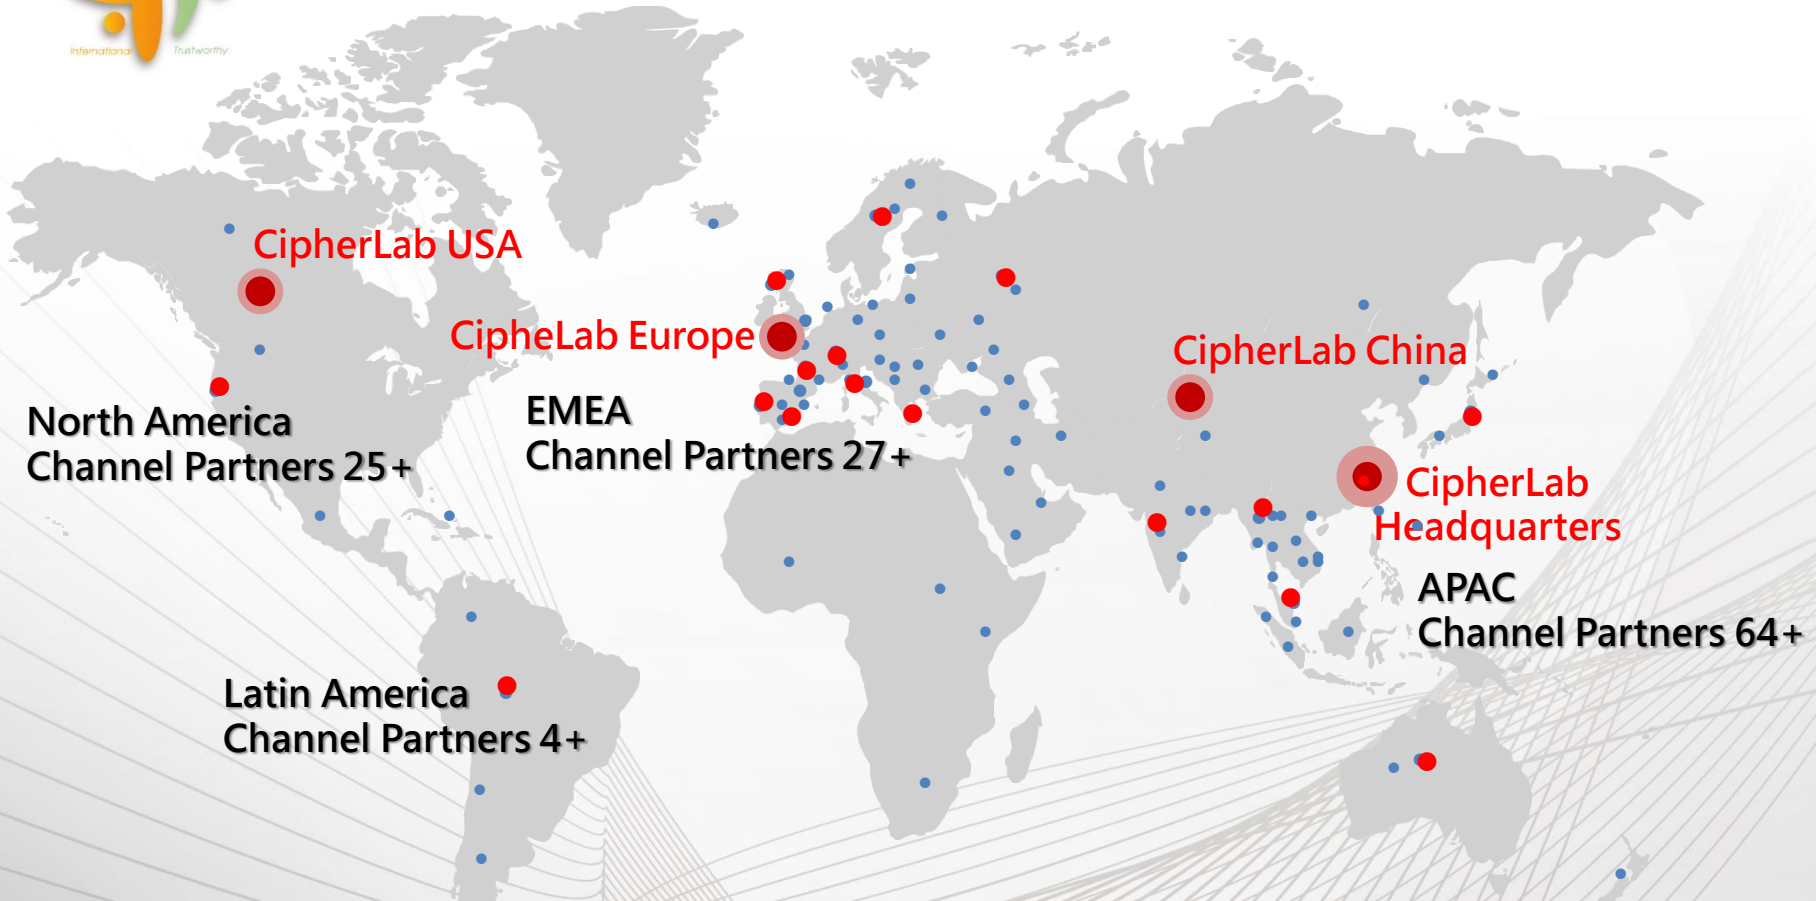 International
Trustworthy
CipherLab USA
CipheLab Europe
CipherLab China
North America
Channel Partners 25+
EMEA
Channel Partners 27+
CipherLab
Headquarters
APAC
Channel Partners 64+
Latin America
Channel Partners 4+